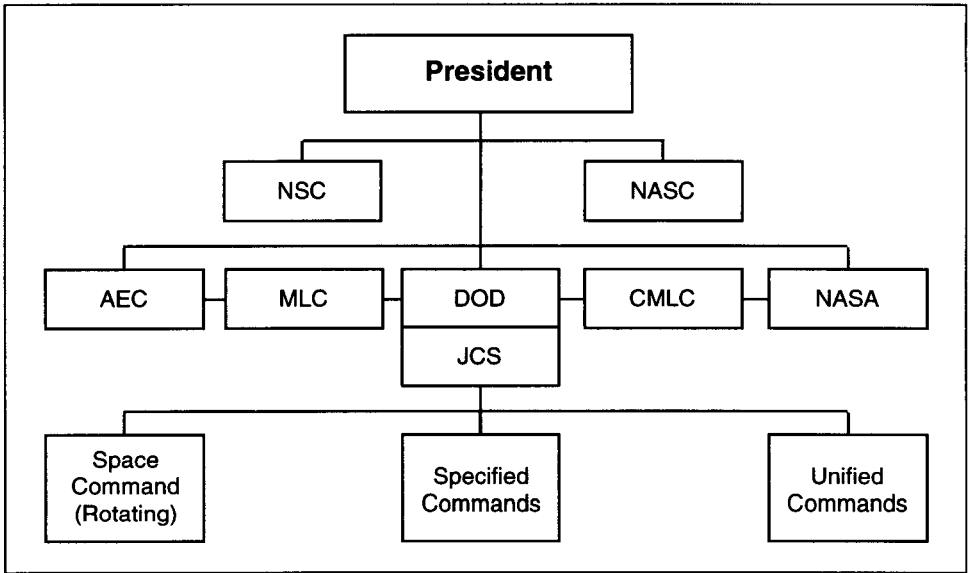 President
NSC
NASC
AEC
MLC
DOD
CMLC
NASA
JCS
Space
Command
(Rotating)
Specified
Commands
Unified
Commands